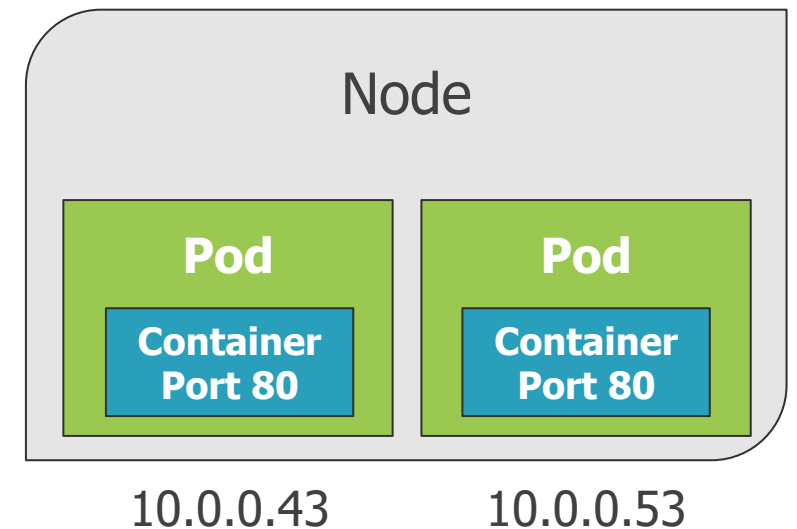 Node
Pod
Container
Port 80
Pod
Container
Port 80
10.0.0.43
10.0.0.53